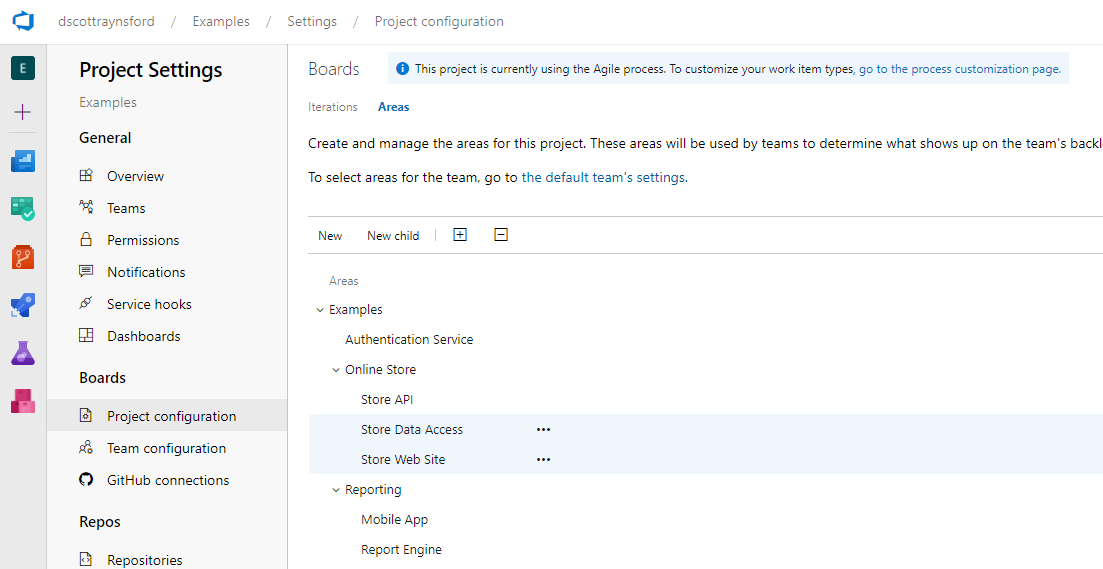 dscottraynsford / Examples / Settings / Project configuration
E
Project Settings
Examples
General
Overview
Teams
Permissions
Notifications
Service hooks
Dashboards
Boards
Project configuration
Team configuration
GitHub connections
Repos
Repositories
Boards
This project is currently using the Agile process. To customize your work item types, go to the process customization page.
Iterations Areas
Create and manage the areas for this project. These areas will be used by teams to determine what shows up on the team's backl
To select areas for the team, go to the default team's settings.
New New child
Areas
Examples
Authentication Service
Online Store
Store API
Store Data Access
Store Web Site
Reporting
Mobile App
Report Engine